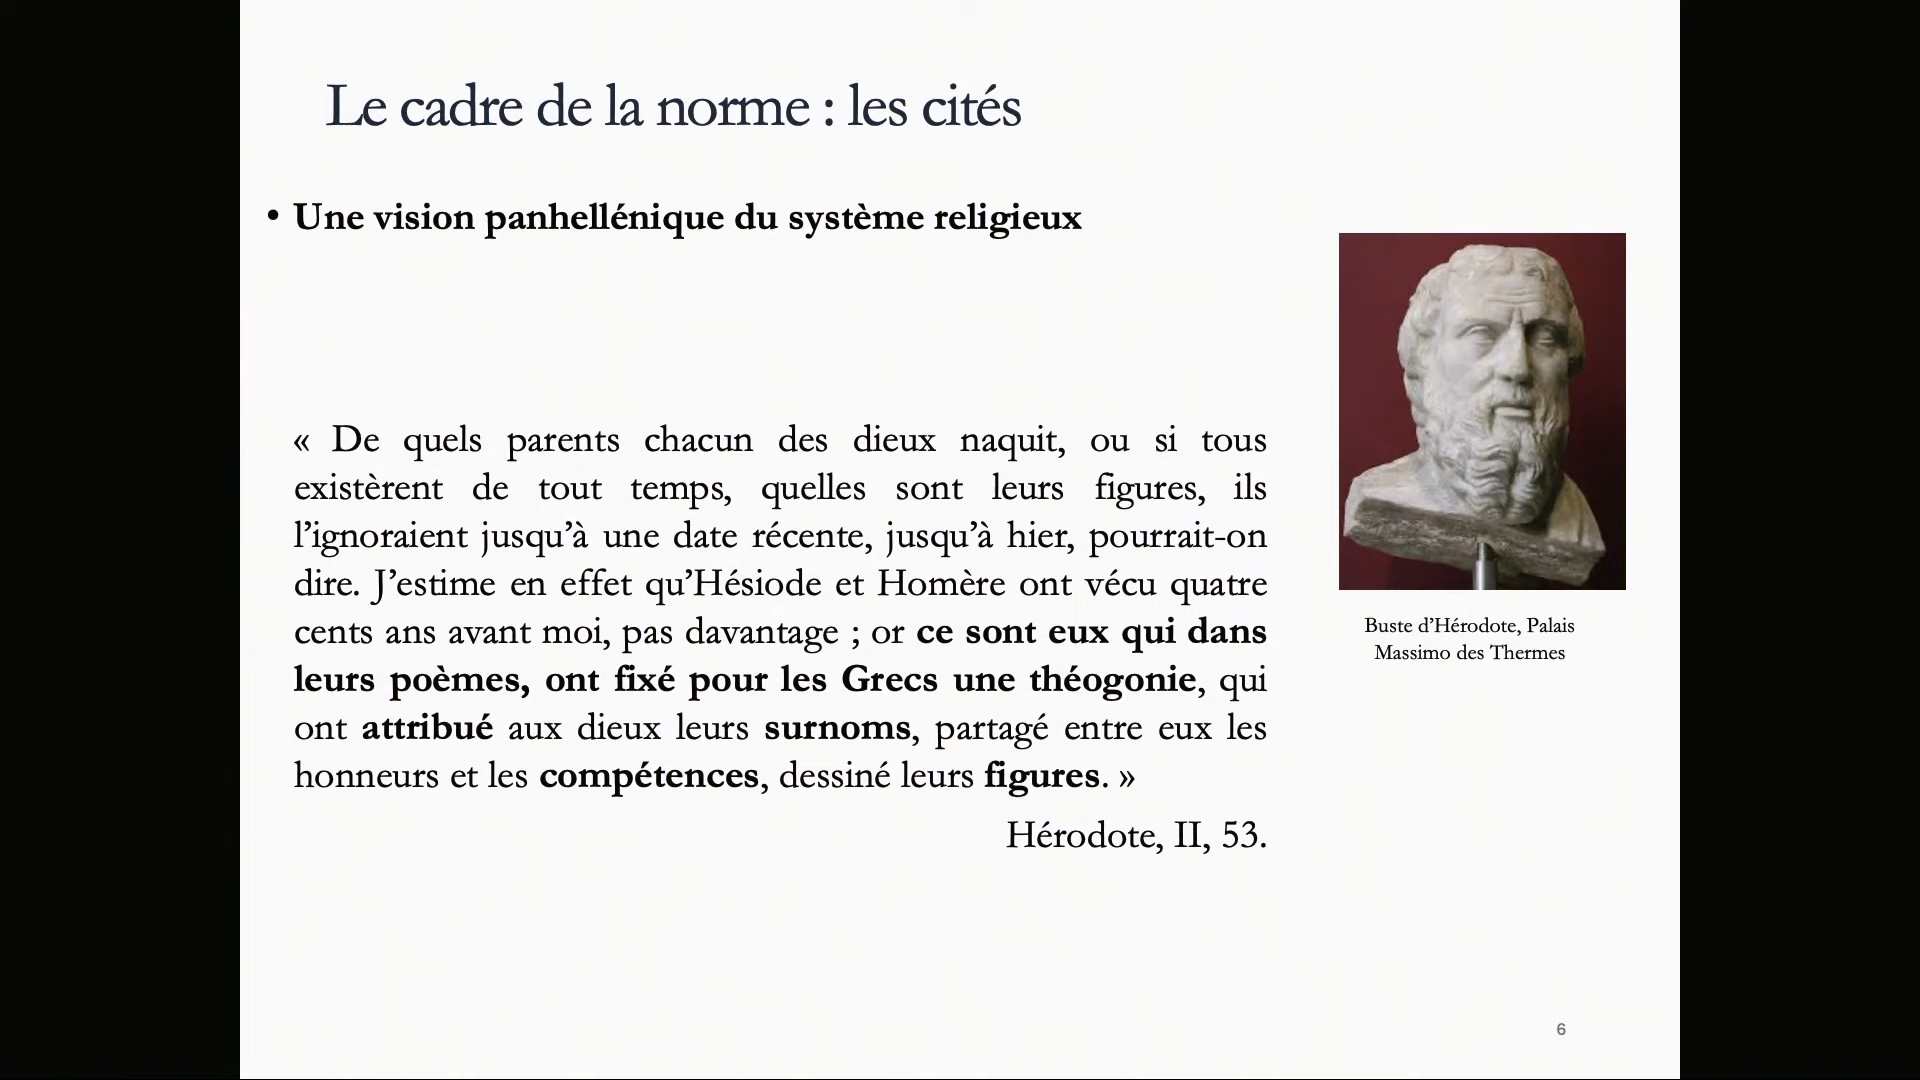 Le cadre de la norme : les cités
• Une vision panhellénique du système religieux
« De quels parents chacun des dieux naquit, ou si tous
existèrent de tout temps, quelles sont leurs figures, ils
l’ignoraient jusqu’à une date récente, jusqu’à hier, pourrait-on
dire. J’estime en effet qu’Hésiode et Homère ont vécu quatre
cents ans avant moi, pas davantage ; or ce sont eux qui dans
leurs poèmes, ont fixé pour les Grecs une théogonie, qui
ont attribué aux dieux leurs surnoms, partagé entre eux les
honneurs et les compétences, dessiné leurs figures. »
Hérodote, II, 53.
Buste d’Hérodote, Palais
Massimo des Thermes
6